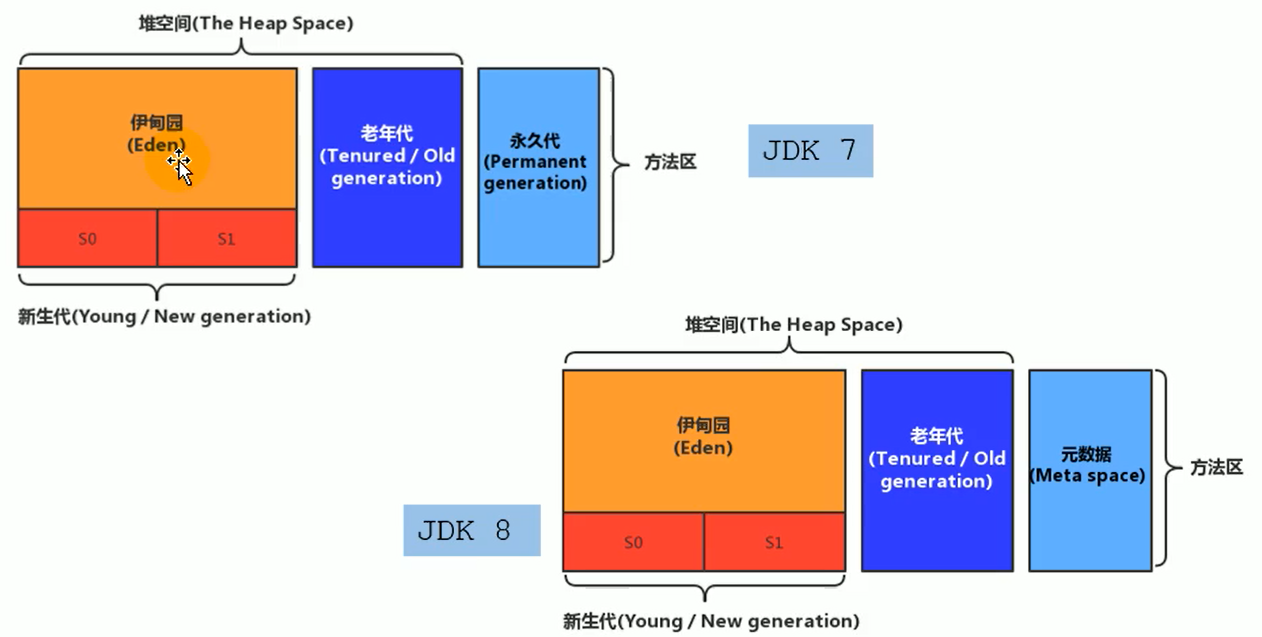 堆空间(The Heap Space)
伊甸园
(Eden)
老年代
(Tenured / Old
generation)
永久代
(Permanent
generation)
方法区
JDK 7
S0
S1
新生代(Young / New generation)
堆空间(The Heap Space)
伊甸园
(Eden)
老年代
(Tenured / Old
generation)
元数据
(Meta space)
方法区
JDK 8
S0
S1
新生代(Young / New generation)